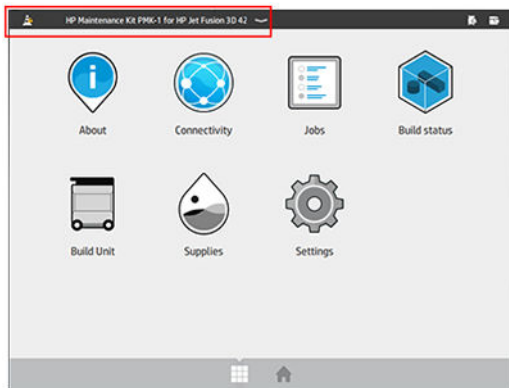 HP Maintenance Kit PMK-1 for HP Jet Fusion 3D 42
About
Connectivity
Jobs
Build status
Build Unit
Supplies
Settings